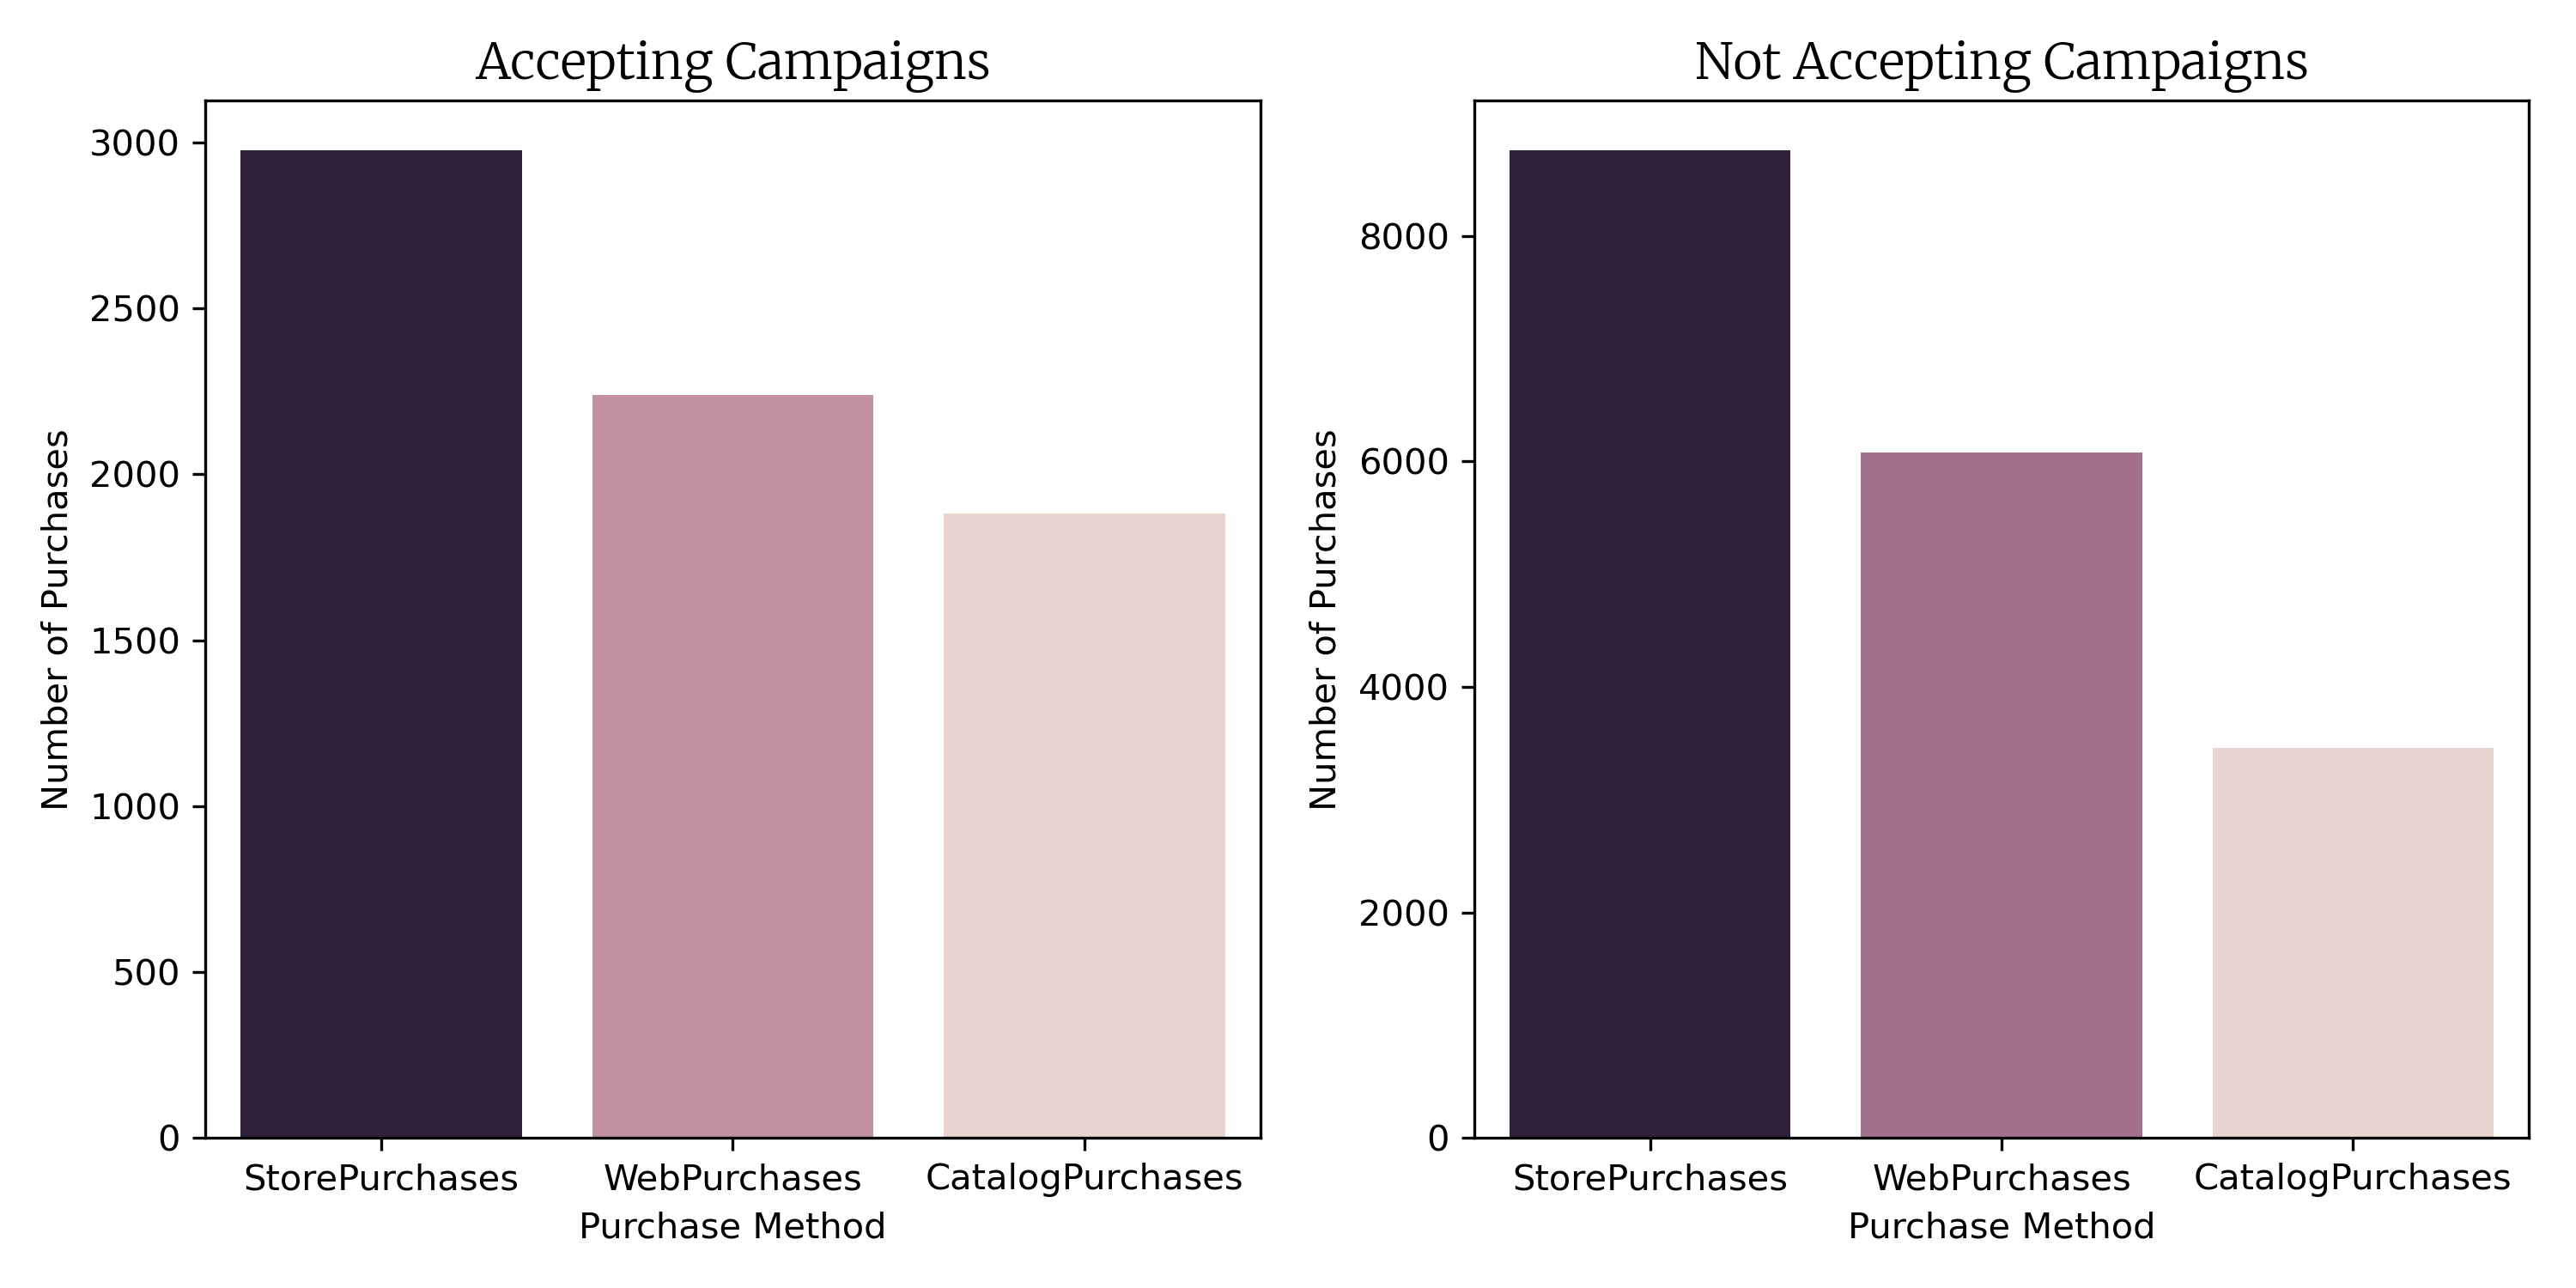 Accepting Campaigns
Number of Purchases
3000
2500
2000
1500
1000
500
0
StorePurchases
WebPurchases
CatalogPurchases
Purchase Method
Not Accepting Campaigns
Number of Purchases
8000
6000
4000
2000
0
StorePurchases
WebPurchases
CatalogPurchases
Purchase Method